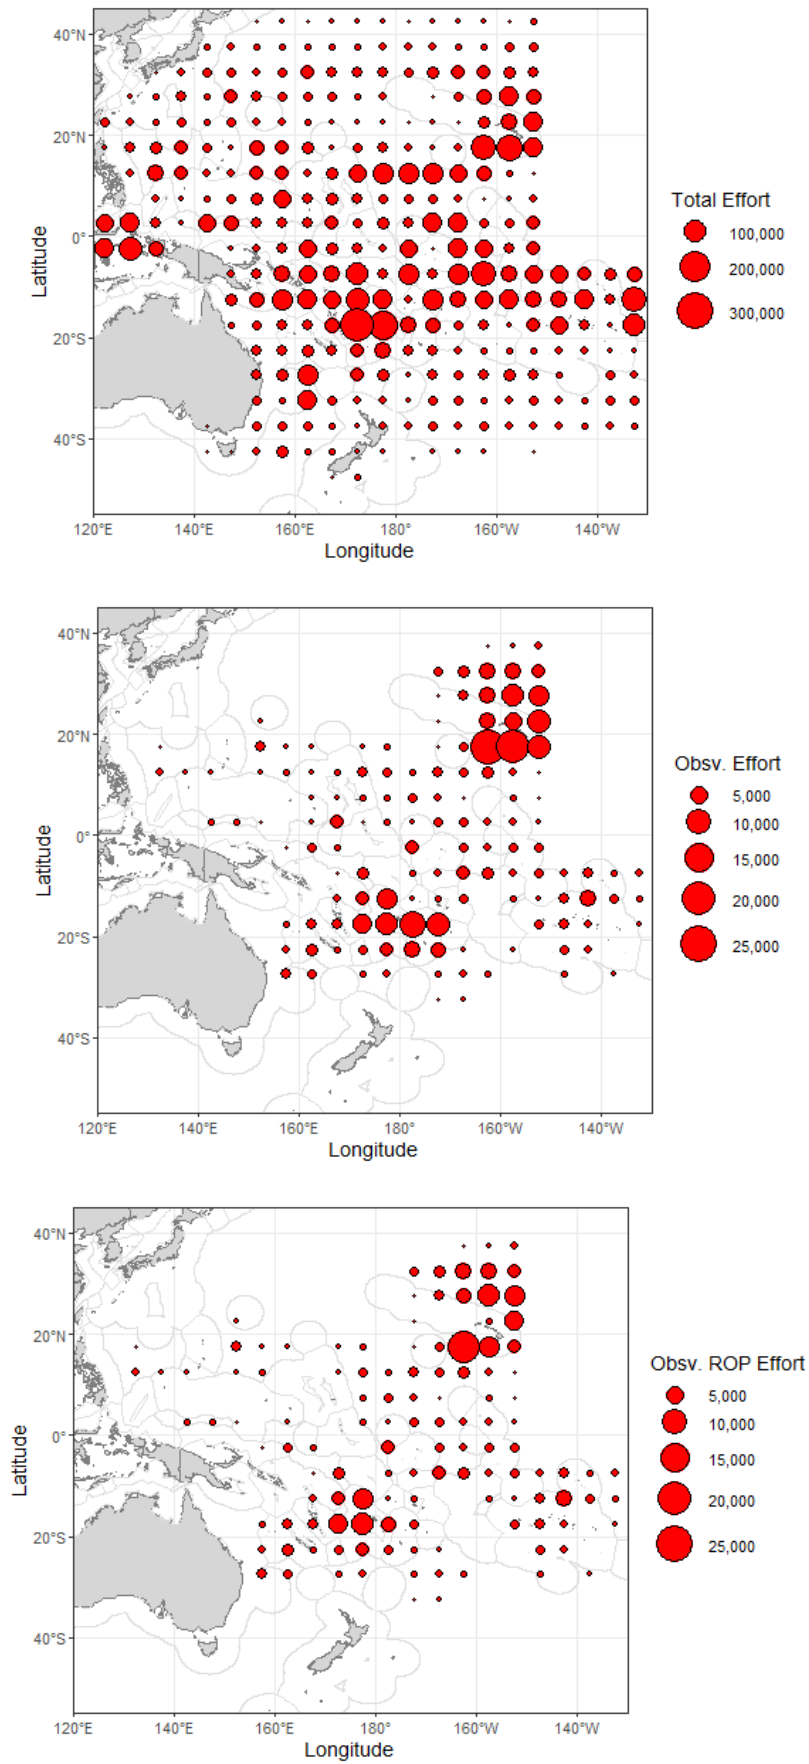 40°N
20°N
0°
20°S
40°S
Latitude
120°E 140°E 160°E 180° 160°W 140°W
Longitude
Total Effort
100,000
200,000
300,000
40°N
20°N
0°
20°S
40°S
Latitude
120°E 140°E 160°E 180° 160°W 140°W
Longitude
Obsv. Effort
5,000
10,000
15,000
20,000
25,000
40°N
20°N
0°
20°S
40°S
Latitude
120°E 140°E 160°E 180° 160°W 140°W
Longitude
Obsv. ROP Effort
5,000
10,000
15,000
20,000
25,000